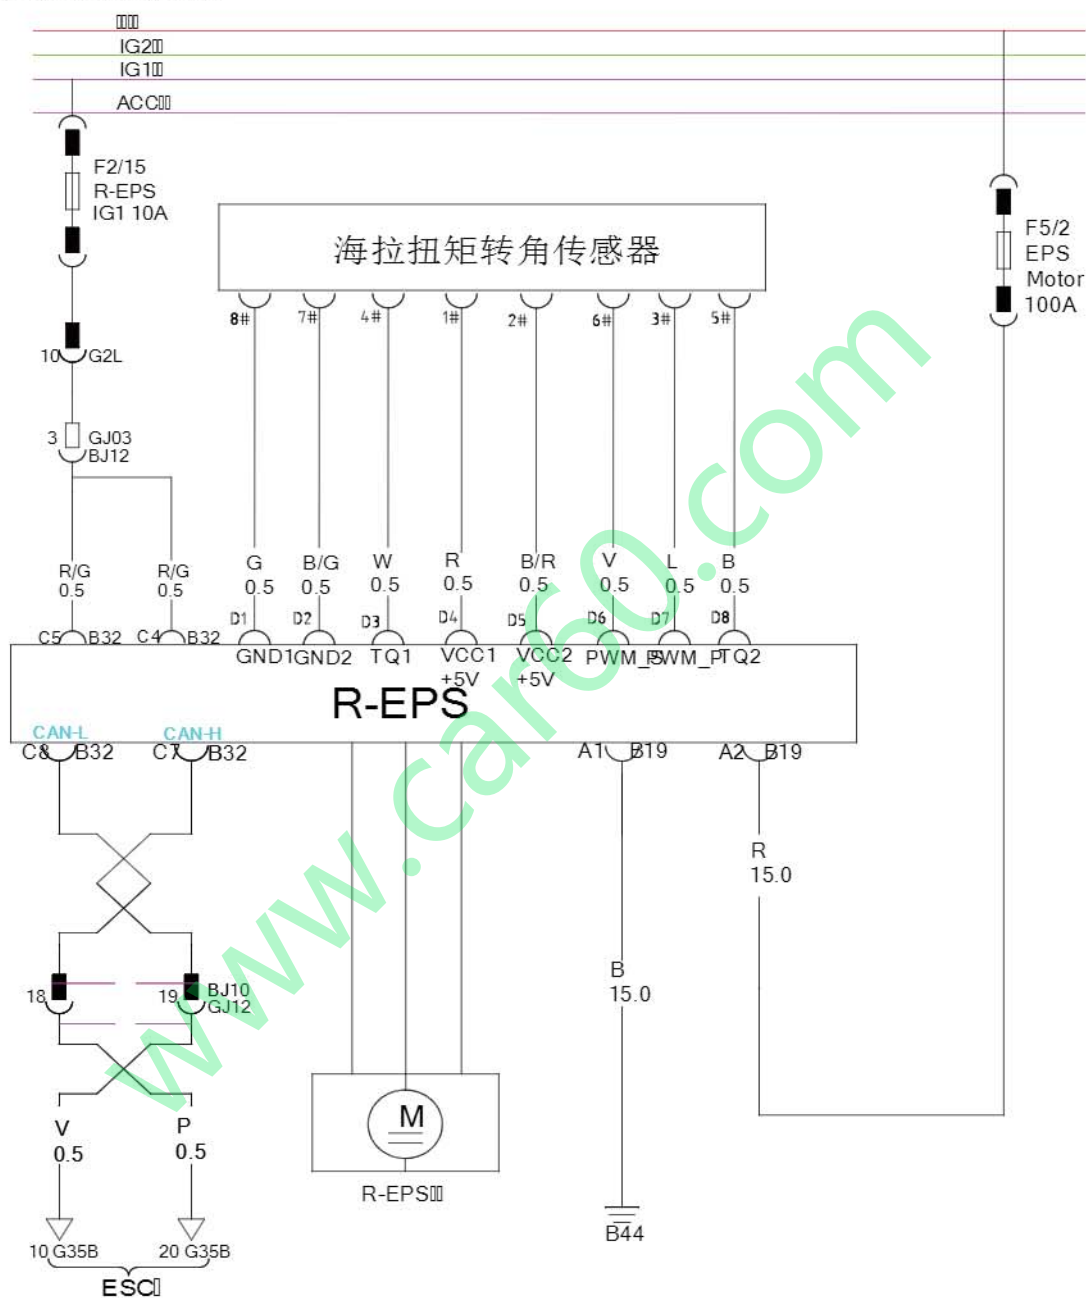 IG2
IG1
ACC
F2/15
R-EPS
IG1 10A
海拉扭矩转角传感器
F5/2
EPS
Motor
100A
8# 7# 4# 1# 2# 6# 3# 5#
10 G2L
3 GJ03
BJ12
G B/G W R B/R V L B
0.5 0.5 0.5 0.5 0.5 0.5 0.5 0.5
R/G R/G
0.5 0.5
D1 D2 D3 D4 D5 D6 D7 D8
C5 B32 C4 B32
GND1 GND2 TQ1 VCC1 VCC2 PWM_S PWM_P TQ2
+5V +5V
R-EPS
CAN-L CAN-H
C8 B32 C7 B32 A1 B19 A2 B19
R
15.0
B
15.0
18 19 BJ10
GJ12
M
V P
0.5 0.5
R-EPS
B44
10 G35B 20 G35B
ESC
www.car60.com